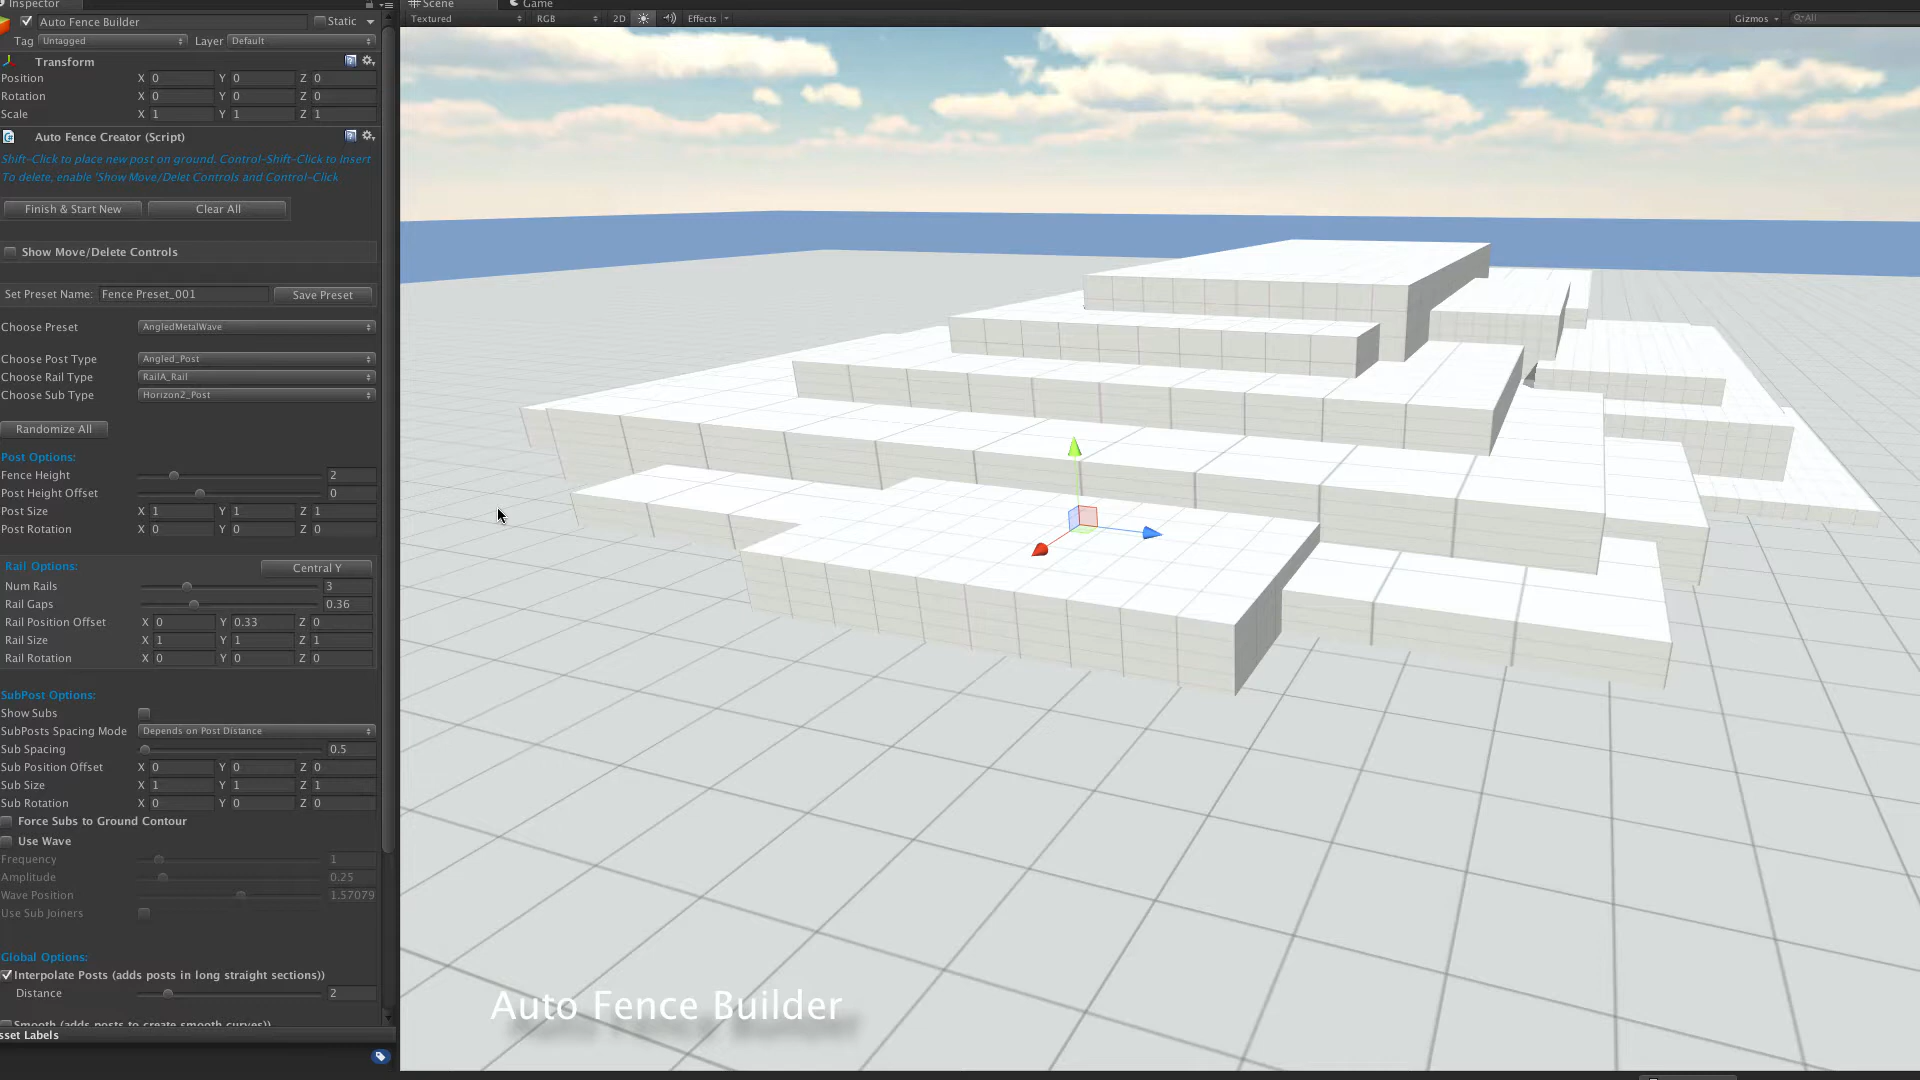 Inspector
Scene
Game
Auto Fence Builder
Static
Textured
RGB
2D
Effects
Gizmos
All
Tag Untagged Layer Default
Transform
Position X 0 Y 0 Z 0
Rotation X 0 Y 0 Z 0
Scale X 1 Y 1 Z 1
Auto Fence Creator (Script)
Shift-Click to place new post on ground. Control-Shift-Click to Insert
To delete, enable 'Show Move/Delet Controls and Control-Click
Finish & Start New
Clear All
Show Move/Delete Controls
Set Preset Name: Fence Preset_001 Save Preset
Choose Preset AngledMetalWave
Choose Post Type Angled_Post
Choose Rail Type RailA_Rail
Choose Sub Type Horizon2_Post
Randomize All
Post Options:
Fence Height 2
Post Height Offset 0
Post Size X 1 Y 1 Z 1
Post Rotation X 0 Y 0 Z 0
Rail Options: Central Y
Num Rails 3
Rail Gaps 0.36
Rail Position Offset X 0 Y 0.33 Z 0
Rail Size X 1 Y 1 Z 1
Rail Rotation X 0 Y 0 Z 0
SubPost Options:
Show Subs
SubPosts Spacing Mode Depends on Post Distance
Sub Spacing 0.5
Sub Position Offset X 0 Y 0 Z 0
Sub Size X 1 Y 1 Z 1
Sub Rotation X 0 Y 0 Z 0
Force Subs to Ground Contour
Use Wave
Frequency 1
Amplitude 0.25
Wave Position 1.57079
Use Sub Joiners
Global Options:
Interpolate Posts (adds posts in long straight sections))
Distance 2
Smooth (adds posts to create smooth curves))
sset Labels
Auto Fence Builder